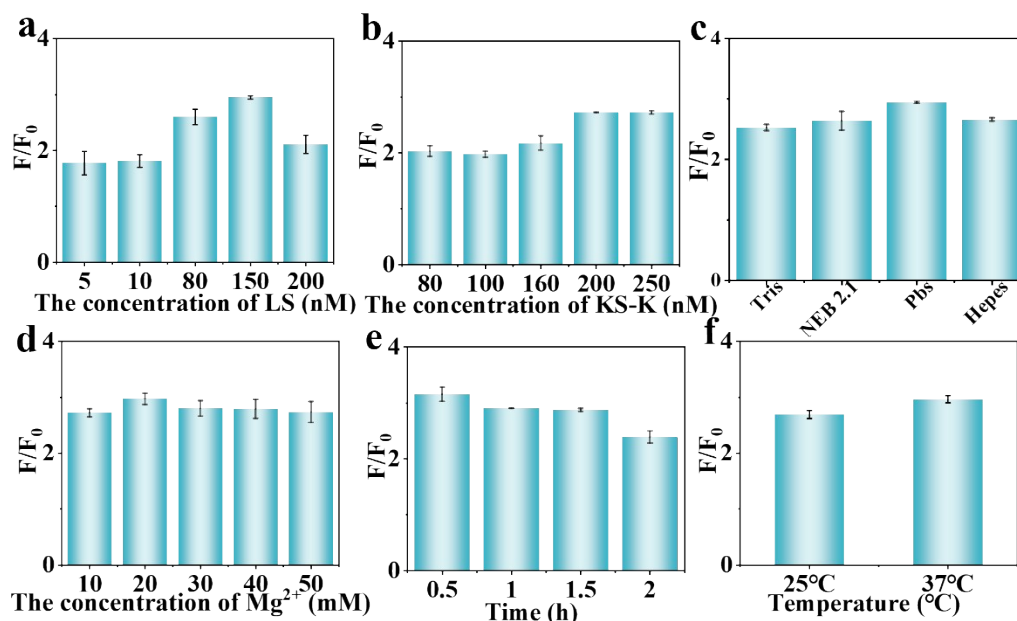 a
4
2
0
F/F0
5 10 80 150 200
The concentration of LS (nM)
b
4
2
0
F/F0
80 100 160 200 250
The concentration of KS-K (nM)
c
4
2
0
F/F0
Tris NEB 2.1 Pbs Hepes
d
4
2
0
F/F0
10 20 30 40 50
The concentration of Mg2+ (mM)
e
4
2
0
F/F0
0.5 1 1.5 2
Time (h)
f
4
2
0
F/F0
25℃ 37℃
Temperature (℃)